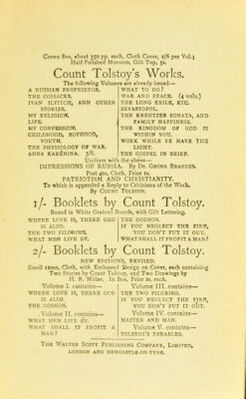 Crown 8vo, about 350 pp. each, Cloth Cover, 2/6 per Vol.;
Half Polished Morocco, Gilt Top, 5s.
Count Tolstoy's Works.
The following Volumes are already issued—
A RUSSIAN PROPRIETOR.
THE COSSACKS.
IVAN ILYITCH, AND OTHER
STORIES.
MY RELIGION.
LIFE.
MY CONFESSION.
CHILDHOOD, BOYHOOD,
YOUTH.
THE PHYSIOLOGY OF WAR.
ANNA KARÉNINA. 3/6.
WHAT TO DO?
WAR AND PEACE. (4 vols.)
THE LONG EXILE, ETC.
SEVASTOPOL.
THE KREUTZER SONATA, AND
FAMILY HAPPINESS.
THE KINGDOM OF GOD IS
WITHIN YOU.
WORK WHILE YE HAVE THE
LIGHT.
THE GOSPEL IN BRIEF.
Uniform with the above—
IMPRESSIONS OF RUSSIA. By Dr. GEORG BRANDES.
Post 4to, Cloth, Price 1s.
PATRIOTISM AND CHRISTIANITY.
To which is appended a Reply to Criticisms of the Work.
By COUNT TOLSTOY.
1/- Booklets by Count Tolstoy.
Bound in White Grained Boards, with Gilt Lettering.
WHERE LOVE IS, THERE GOD
IS ALSO.
THE TWO PILGRIMS.
WHAT MEN LIVE BY.
THE GODSON.
IF YOU NEGLECT THE FIRE,
YOU DON'T PUT IT OUT.
WHAT SHALL IT PROFIT A MAN?
2/- Booklets by Count Tolstoy.
NEW EDITIONS, REVISED.
Small 12mo, Cloth, with Embossed Design on Cover, each containing
Two Stories by Count Tolstoy, and Two Drawings by
H. R. Millar. In Box, Price 2s. each.
Volume I. contains—
WHERE LOVE IS, THERE GOD
IS ALSO.
THE GODSON.
Volume II. contains—
WHAT MEN LIVE BY.
WHAT SHALL IT PROFIT A
MAN?
Volume III. contains—
THE TWO PILGRIMS.
IF YOU NEGLECT THE FIRE,
YOU DON'T PUT IT OUT.
Volume IV. contains—
MASTER AND MAN.
Volume V. contains—
TOLSTOY'S PARABLES.
THE WALTER SCOTT PUBLISHING COMPANY, LIMITED,
LONDON AND NEWCASTLE-ON-TYNE.